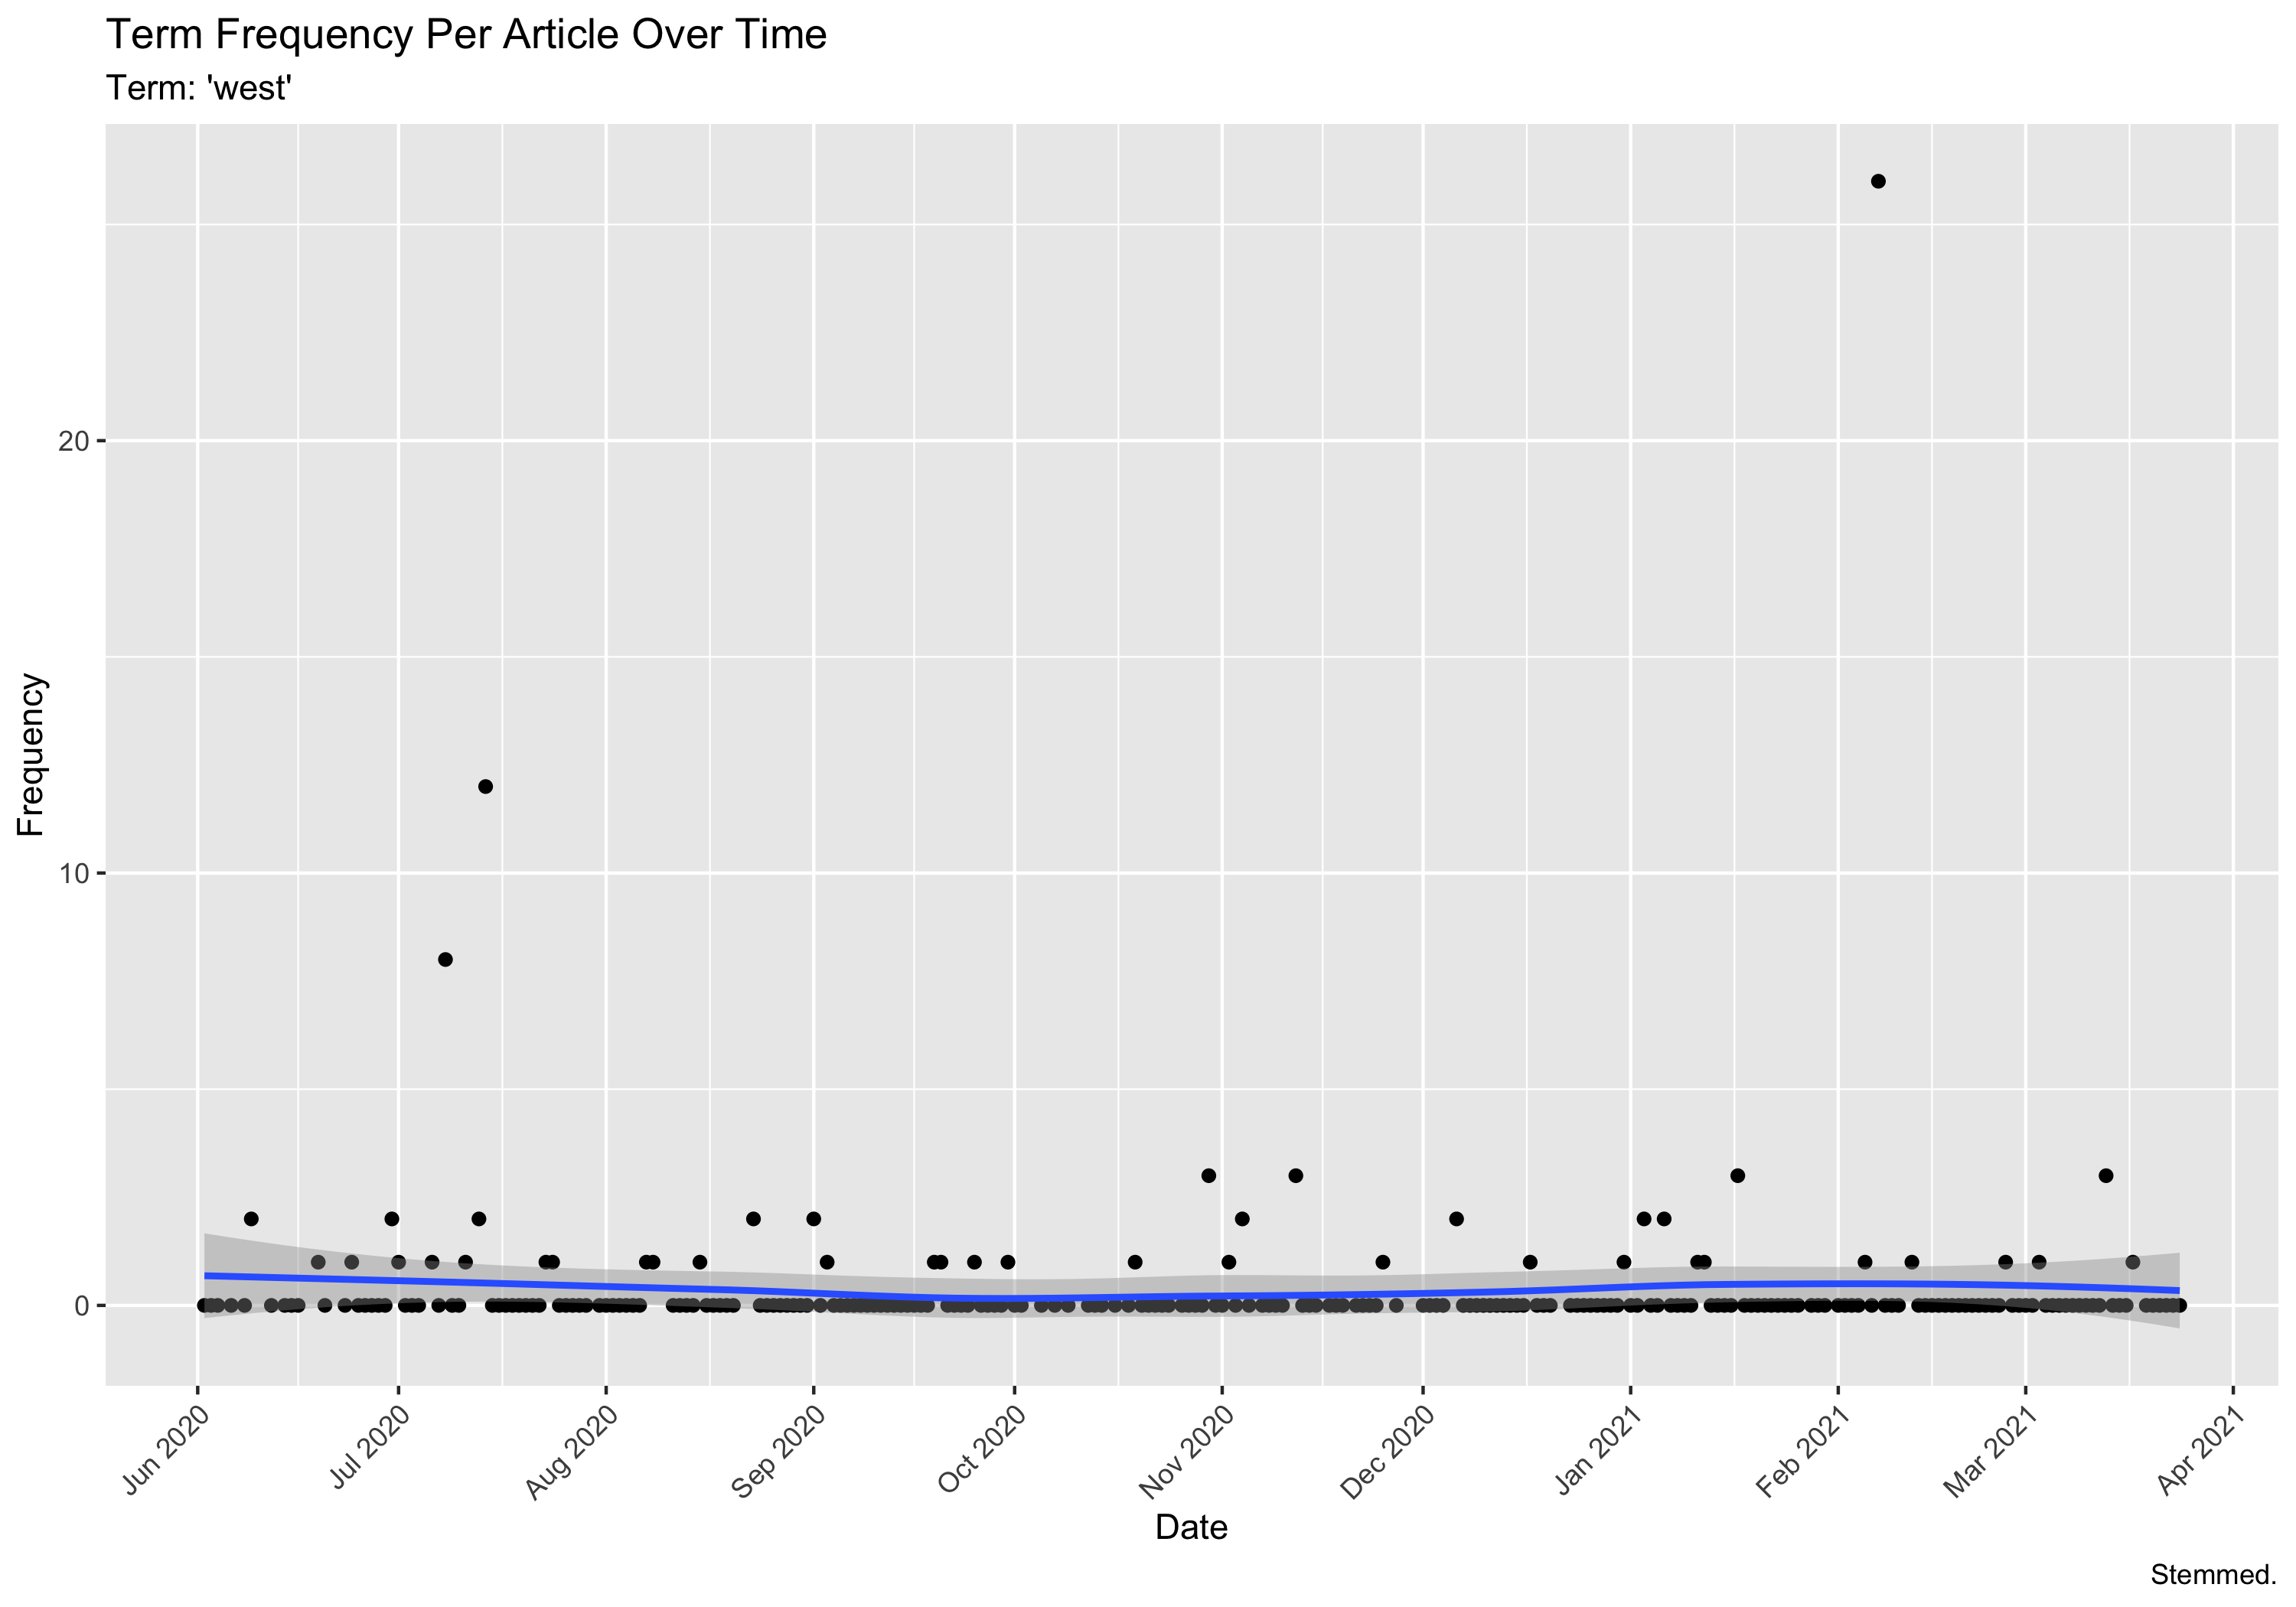 Term Frequency Per Article Over Time
Term: 'west'
Frequency
20
10
0
Jun 2020
Jul 2020
Aug 2020
Sep 2020
Oct 2020
Nov 2020
Dec 2020
Jan 2021
Feb 2021
Mar 2021
Apr 2021
Date
Stemmed.